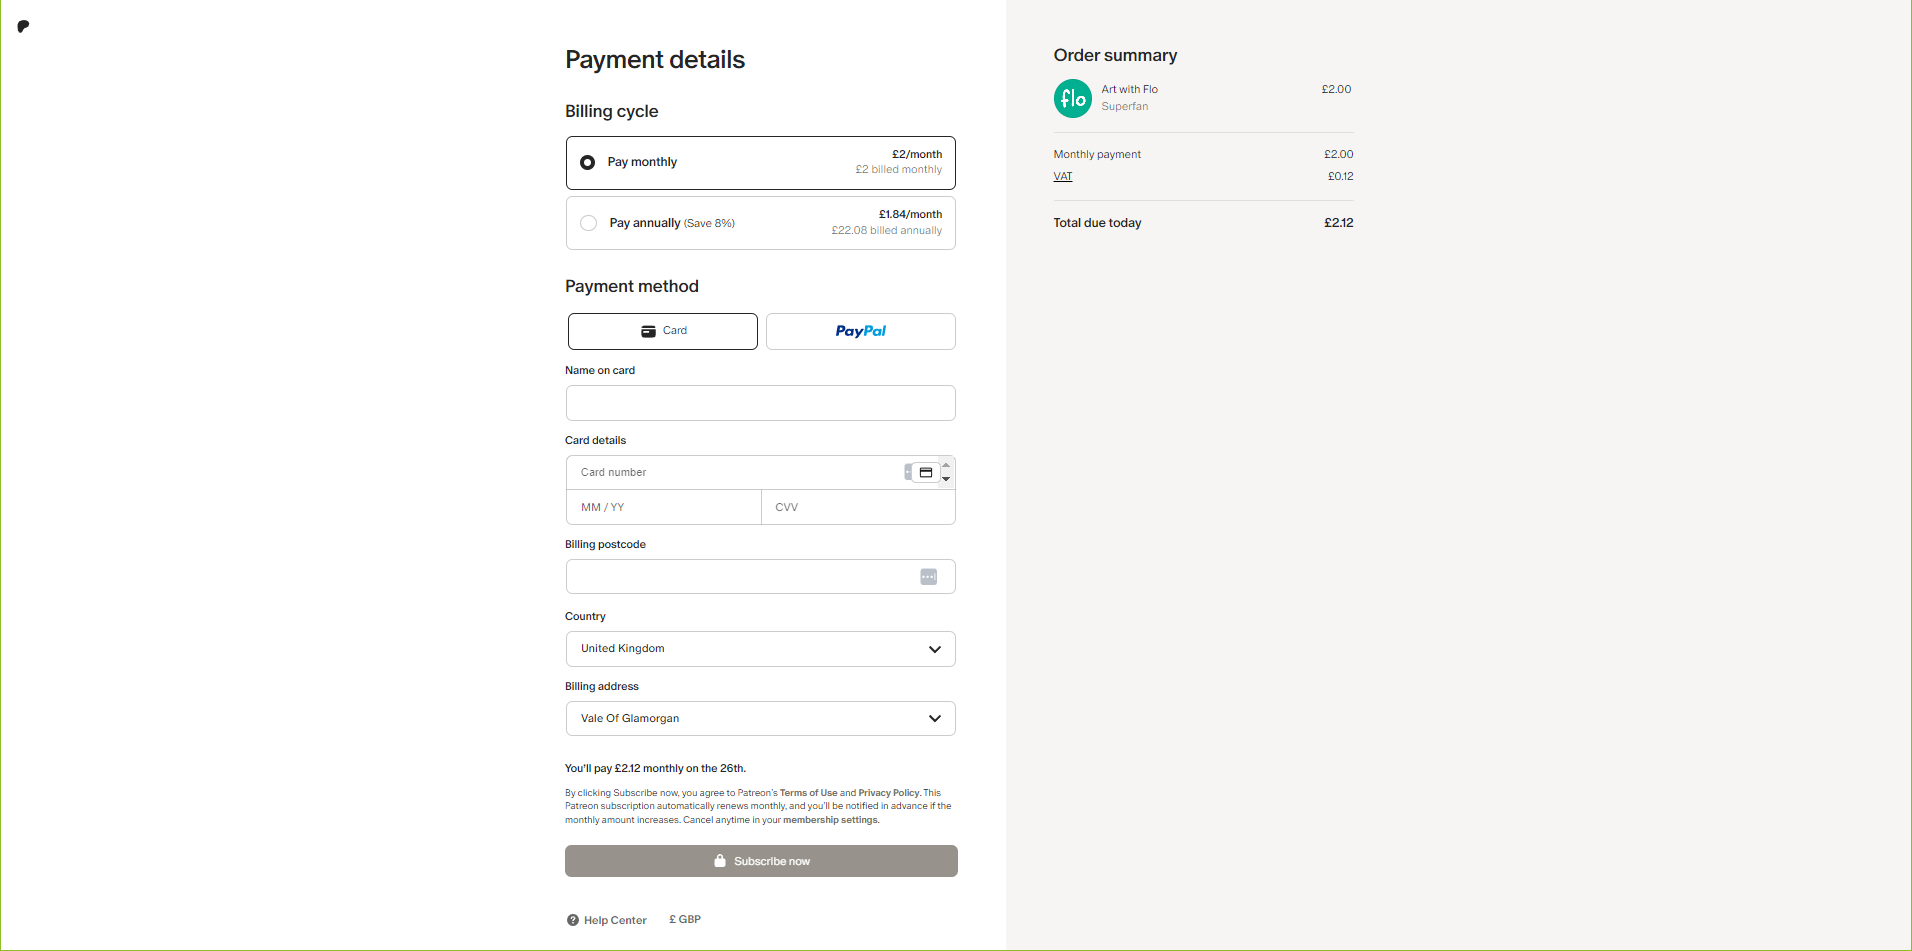 Payment details
Billing cycle
Pay monthly
£2/month
£2 billed monthly
Pay annually (Save 8%)
£1.84/month
£22.08 billed annually
Payment method
Card
PayPal
Name on card
Card details
Card number
MM / YY
CVV
Billing postcode
Country
United Kingdom
Billing address
Vale Of Glamorgan
You'll pay £2.12 monthly on the 26th.
By clicking Subscribe now, you agree to Patreon's Terms of Use and Privacy Policy. This
Patreon subscription automatically renews monthly, and you'll be notified in advance if the
monthly amount increases. Cancel anytime in your membership settings.
Subscribe now
Help Center
£ GBP
Order summary
flo
Art with Flo
£2.00
Superfan
Monthly payment
£2.00
VAT
£0.12
Total due today
£2.12